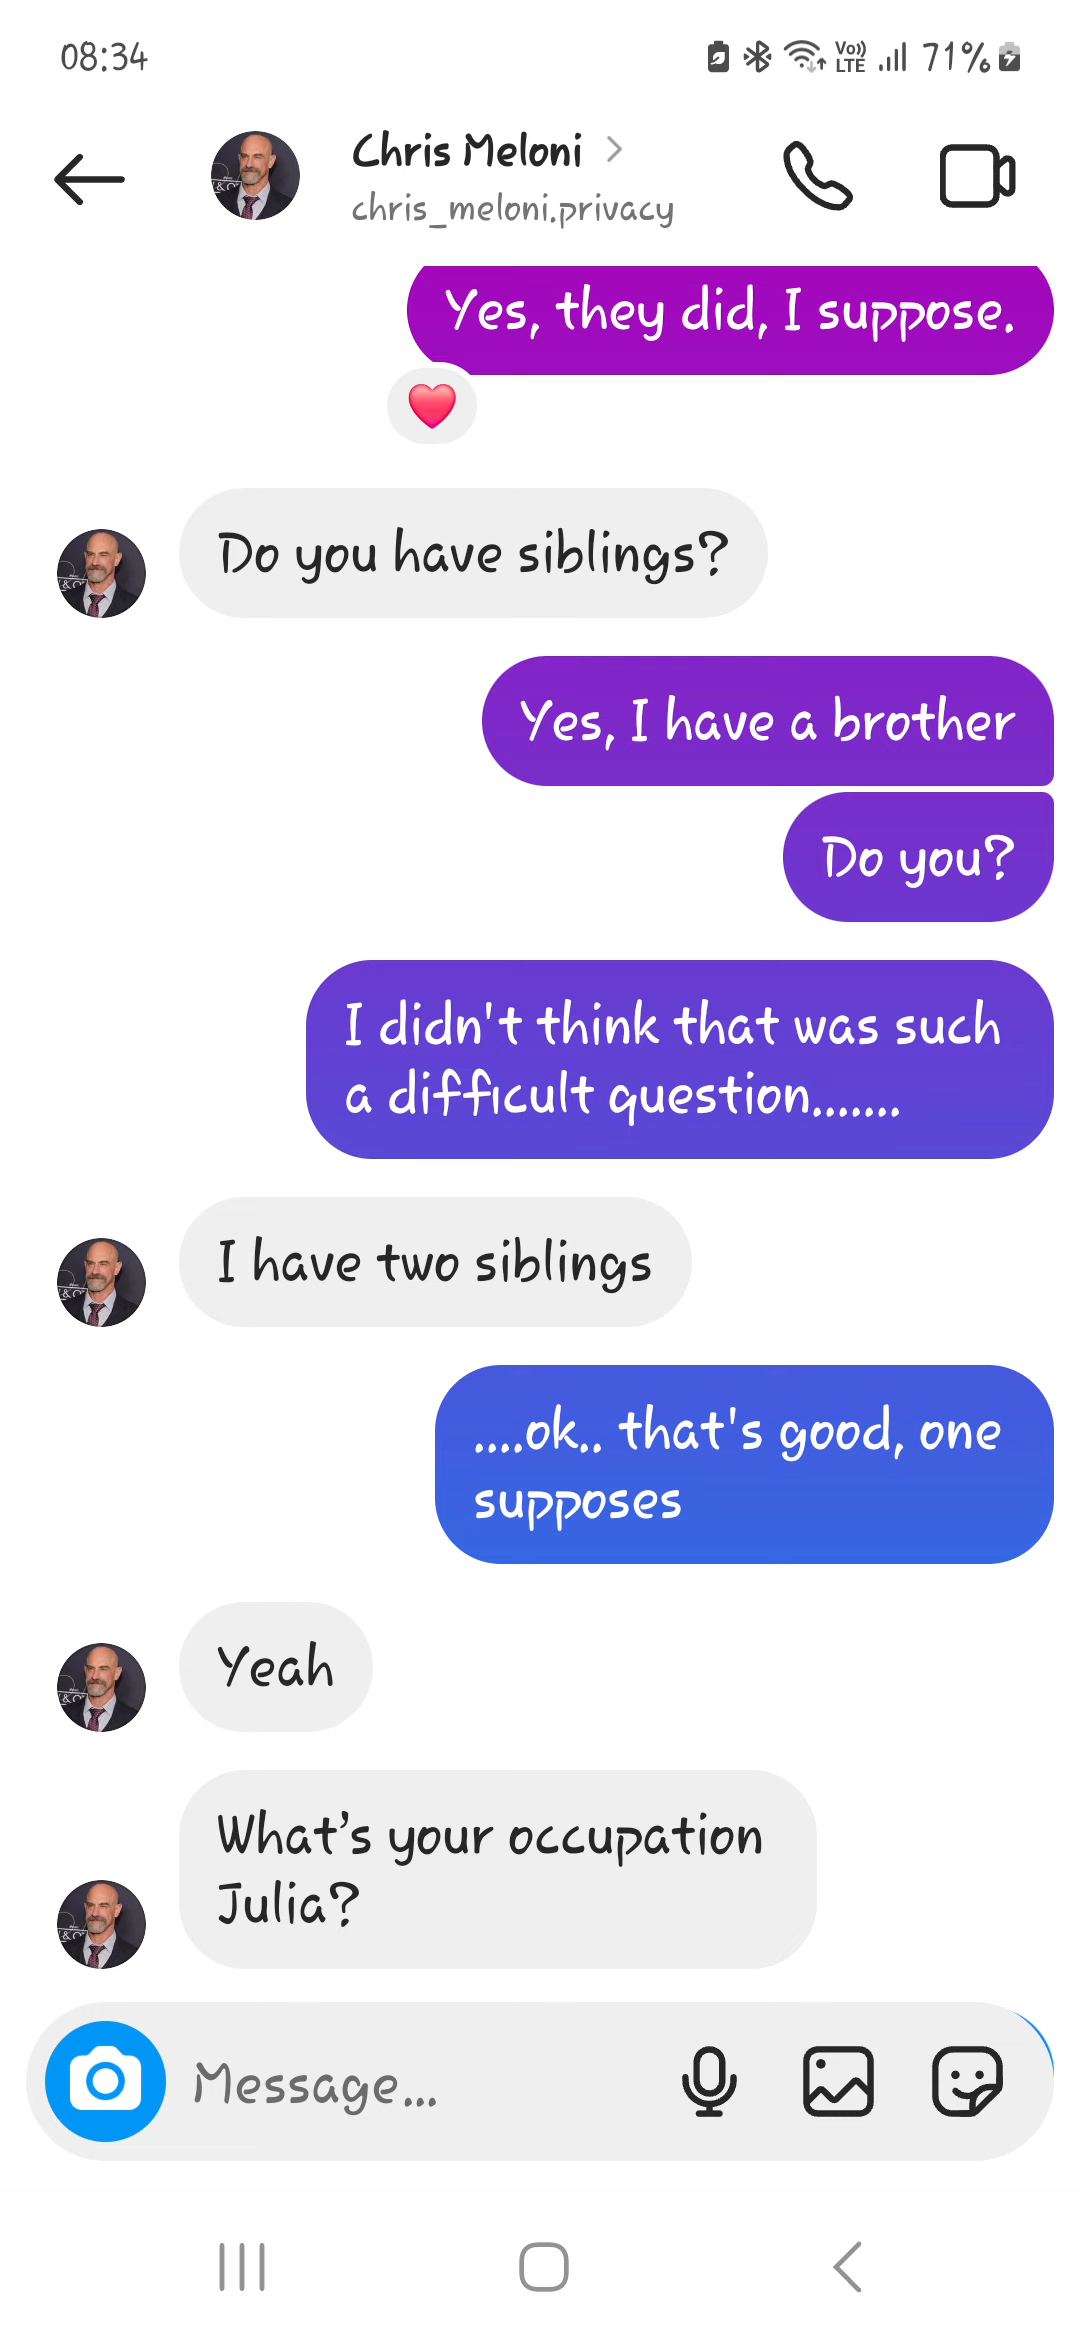 08:34
Vo))
LTE
71%
Chris Meloni
chris_meloni.privacy
Yes, they did, I suppose.
Do you have siblings?
Yes, I have a brother
Do you?
I didn't think that was such
a difficult question.......
I have two siblings
....ok.. that's good, one
supposes
Yeah
What’s your occupation
Julia?
Message...